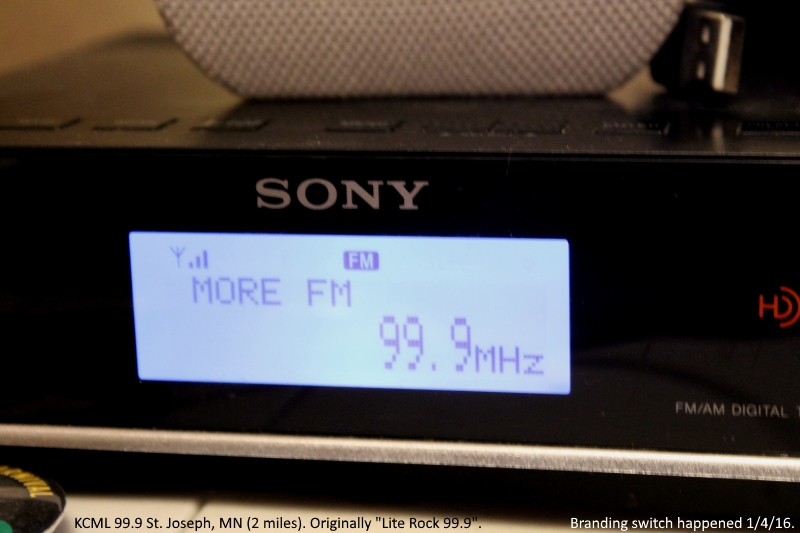 SONY
FM
MORE FM
99.9MHz
HD
FM/AM DIGITAL
KCML 99.9 St. Joseph, MN (2 miles). Originally "Lite Rock 99.9".
Branding switch happened 1/4/16.